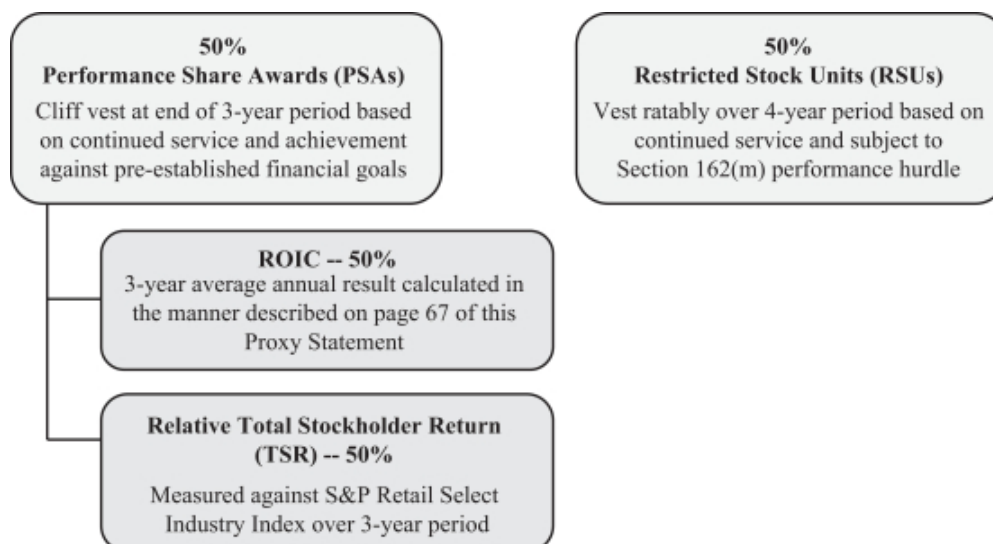 50%
Performance Share Awards (PSAs)
Cliff vest at end of 3-year period based
on continued service and achievement
against pre-established financial goals
50%
Restricted Stock Units (RSUs)
Vest ratably over 4-year period based on
continued service and subject to
Section 162(m) performance hurdle
ROIC -- 50%
3-year average annual result calculated in
the manner described on page 67 of this
Proxy Statement
Relative Total Stockholder Return
(TSR) -- 50%
Measured against S&P Retail Select
Industry Index over 3-year period